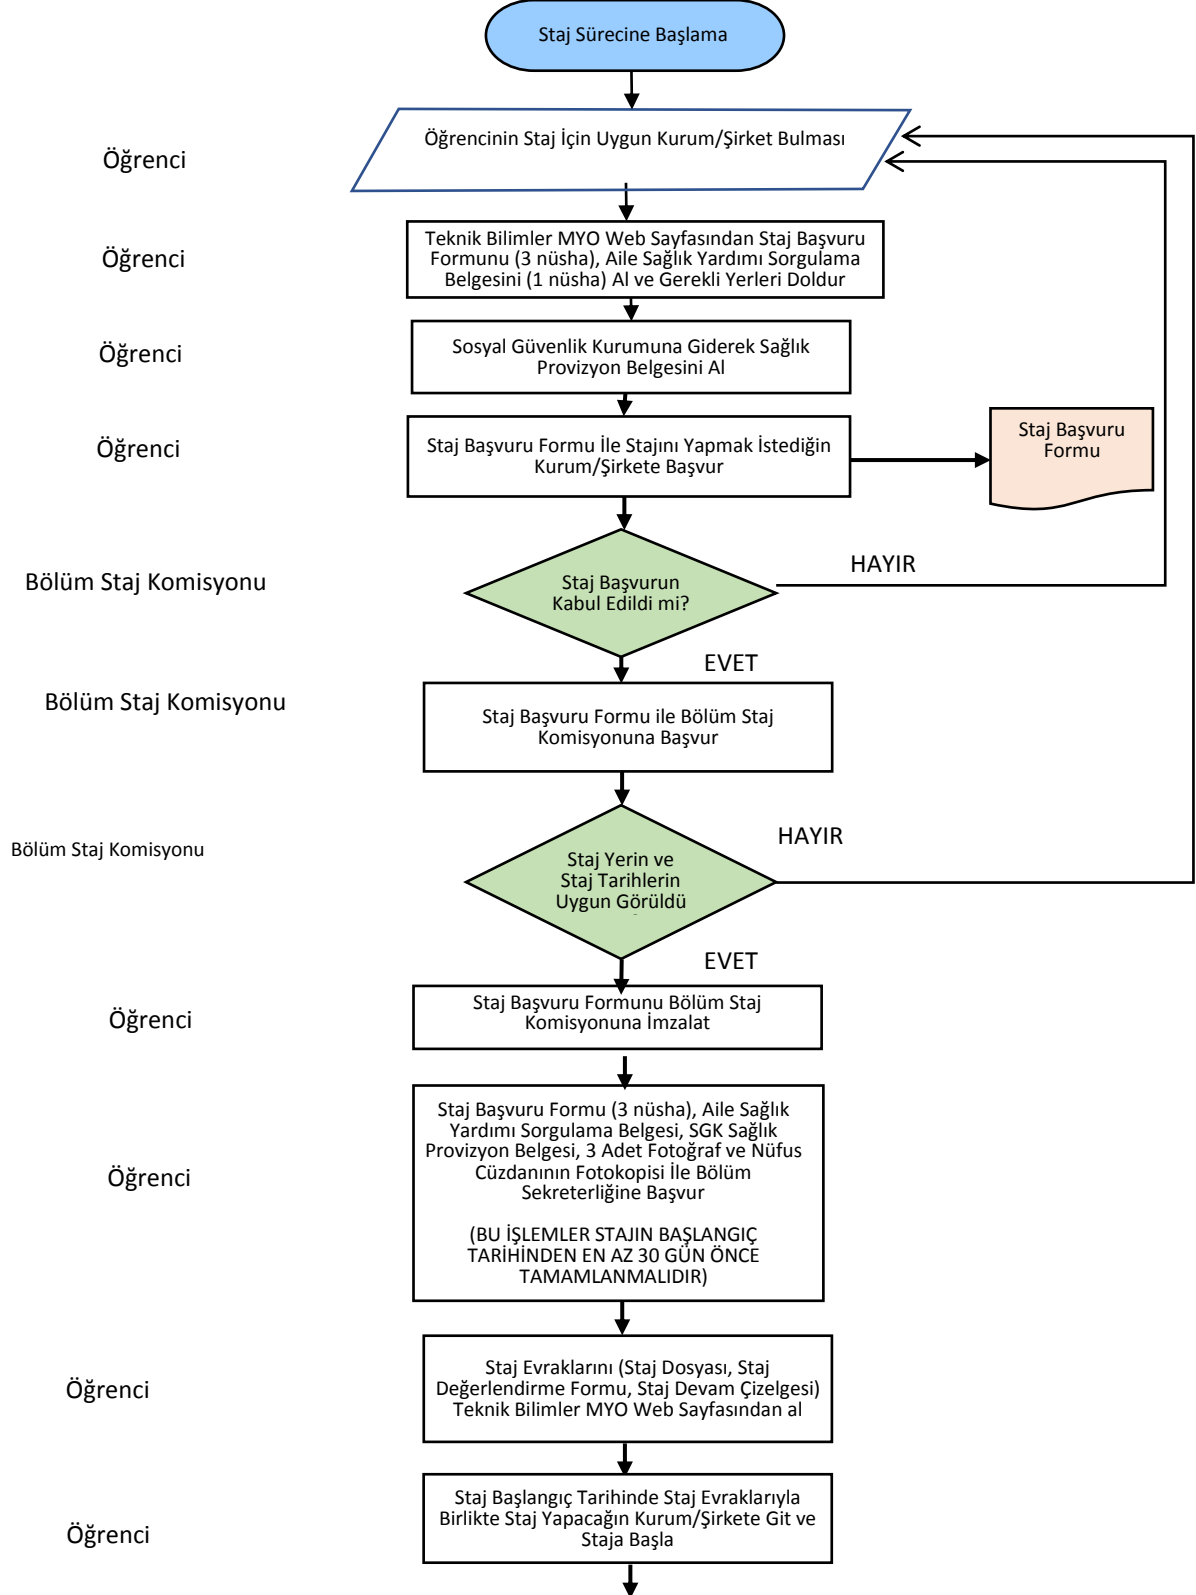 Staj Sürecine Başlama
Öğrencinin Staj İçin Uygun Kurum/Şirket Bulması
Öğrenci
Teknik Bilimler MYO Web Sayfasından Staj Başvuru
Formunu (3 nüsha), Aile Sağlık Yardımı Sorgulama
Belgesini (1 nüsha) Al ve Gerekli Yerleri Doldur
Öğrenci
Sosyal Güvenlik Kurumuna Giderek Sağlık
Provizyon Belgesini Al
Öğrenci
Staj Başvuru Formu İle Stajını Yapmak İstediğin
Kurum/Şirkete Başvur
Öğrenci
Staj Başvuru
Formu
Staj Başvurun
Kabul Edildi mi?
HAYIR
Bölüm Staj Komisyonu
EVET
Bölüm Staj Komisyonu
Staj Başvuru Formu ile Bölüm Staj
Komisyonuna Başvur
HAYIR
Bölüm Staj Komisyonu
Staj Yerin ve
Staj Tarihlerin
Uygun Görüldü
EVET
Öğrenci
Staj Başvuru Formunu Bölüm Staj
Komisyonuna İmzalat
Staj Başvuru Formu (3 nüsha), Aile Sağlık
Yardımı Sorgulama Belgesi, SGK Sağlık
Provizyon Belgesi, 3 Adet Fotoğraf ve Nüfus
Cüzdanının Fotokopisi İle Bölüm
Sekreterliğine Başvur
(BU İŞLEMLER STAJIN BAŞLANGIÇ
TARİHİNDEN EN AZ 30 GÜN ÖNCE
TAMAMLANMALIDIR)
Öğrenci
Staj Evraklarını (Staj Dosyası, Staj
Değerlendirme Formu, Staj Devam Çizelgesi)
Teknik Bilimler MYO Web Sayfasından al
Öğrenci
Staj Başlangıç Tarihinde Staj Evraklarıyla
Birlikte Staj Yapacağın Kurum/Şirkete Git ve
Staja Başla
Öğrenci